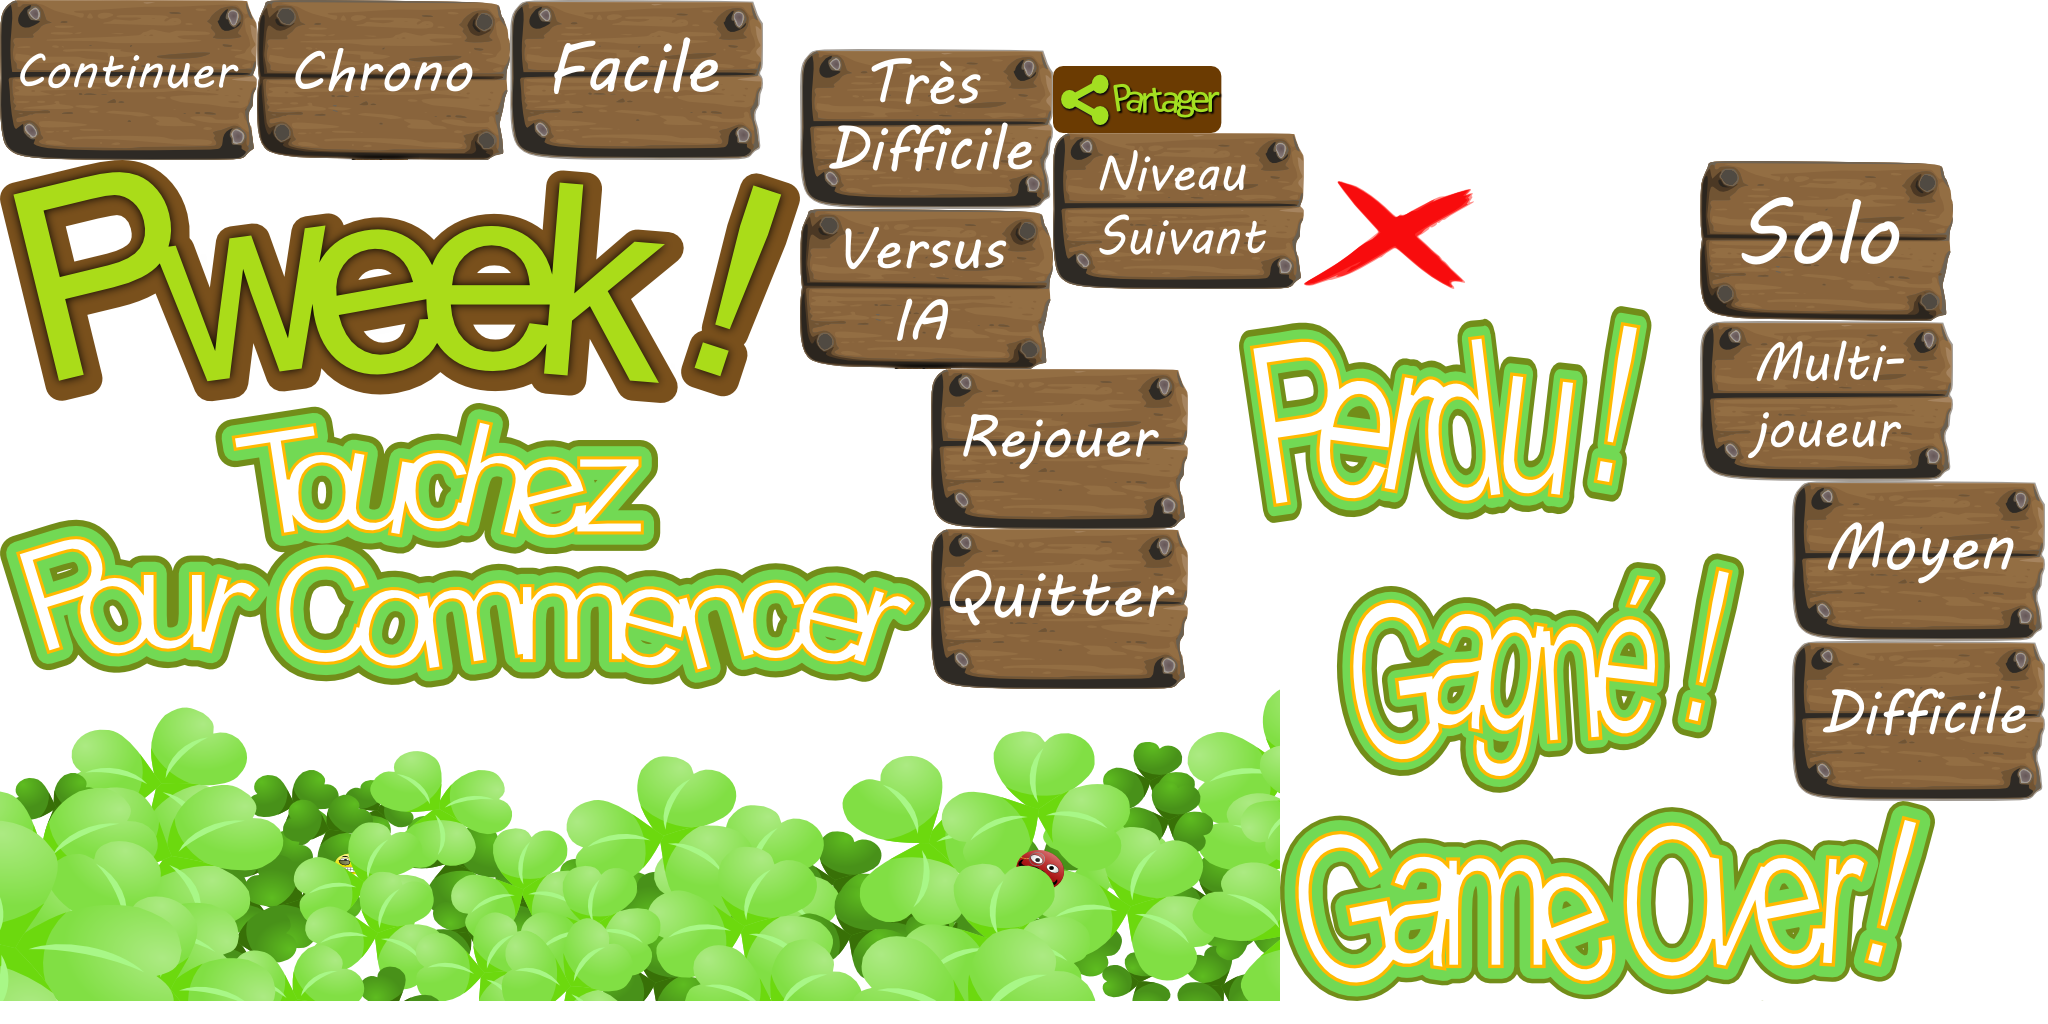 Continuer
Chrono
Facile
Très
Difficile
Partager
Niveau
Suivant
Pweek !
Versus
IA
Solo
Multi-
joueur
Rejouer
Perdu !
Touchez
Pour Commencer
Quitter
Moyen
Gagné !
Difficile
Game Over !